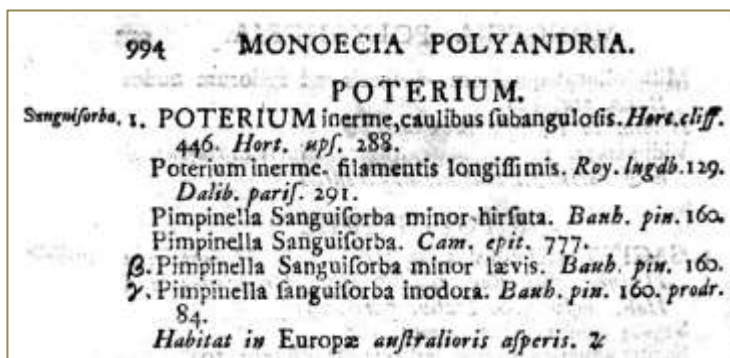 994 MONOECIA POLYANDRIA.
POTERIUM.
Sanguiſorba. 1. POTERIUM inerme, caulibus ſubanguloſis. Hort. cliff.
446. Hort. upſ. 288.
Poterium inerme. filamentis longiſſimis. Roy. lugdb. 129.
Dalib. pariſ. 291.
Pimpinella Sanguiſorba minor hirſuta. Bauh. pin. 160.
Pimpinella Sanguiſorba. Cam. epit. 777.
β. Pimpinella Sanguiſorba minor lævis. Bauh. pin. 160.
γ. Pimpinella ſanguiſorba inodora. Bauh. pin. 160. prodr.
84.
Habitat in Europæ auſtralioris aſperis. ♃